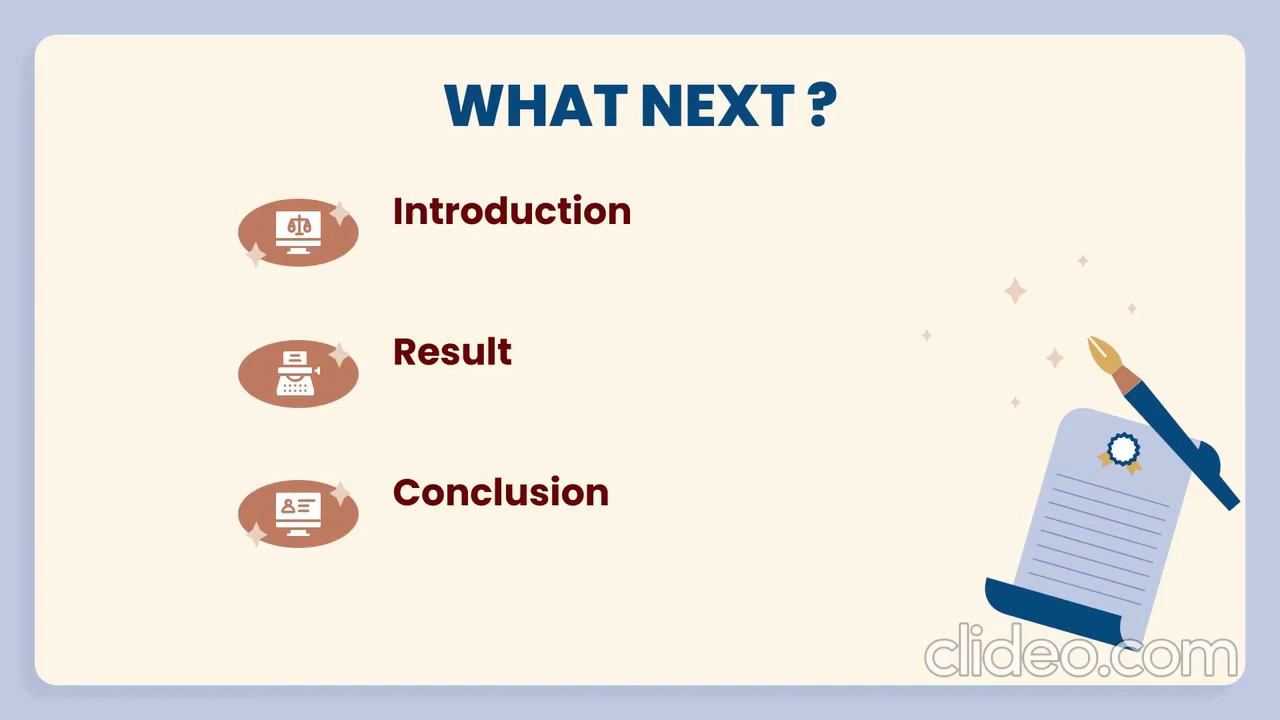 WHAT NEXT ?
Introduction
Result
Conclusion
clideo.com